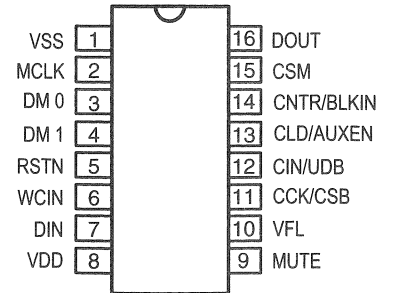 VSS 1 16 DOUT
MCLK 2 15 CSM
DM 0 3 14 CNTR/BLKIN
DM 1 4 13 CLD/AUXEN
RSTN 5 12 CIN/UDB
WCIN 6 11 CCK/CSB
DIN 7 10 VFL
VDD 8 9 MUTE